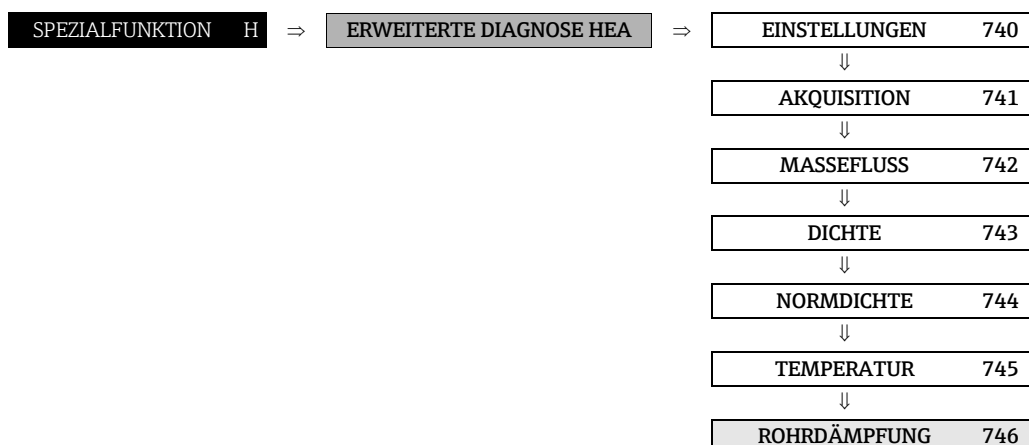 SPEZIALFUNKTION H ⇒ ERWEITERTE DIAGNOSE HEA ⇒ EINSTELLUNGEN 740
⇓
AKQUISITION 741
⇓
MASSEFLUSS 742
⇓
DICHTE 743
⇓
NORMDICHTE 744
⇓
TEMPERATUR 745
⇓
ROHRDÄMPFUNG 746